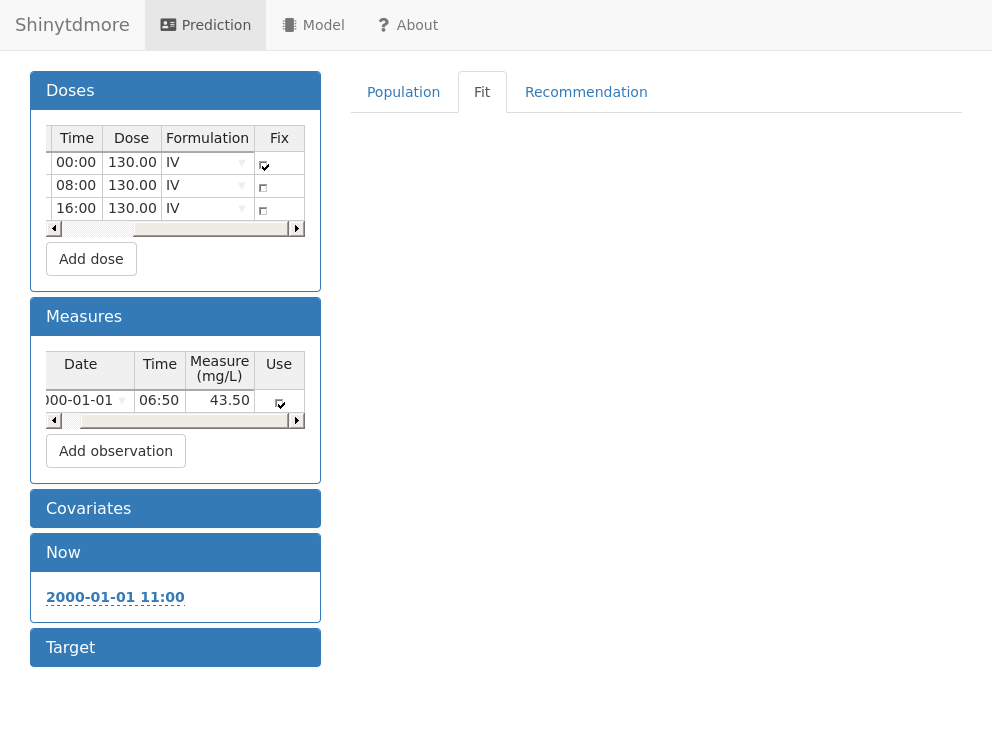 Shinytdmore Prediction Model ? About
Doses
Population Fit Recommendation
Time Dose Formulation Fix
00:00 130.00 IV
08:00 130.00 IV
16:00 130.00 IV
Add dose
Measures
Date Time Measure (mg/L) Use
000-01-01 06:50 43.50
Add observation
Covariates
Now
2000-01-01 11:00
Target